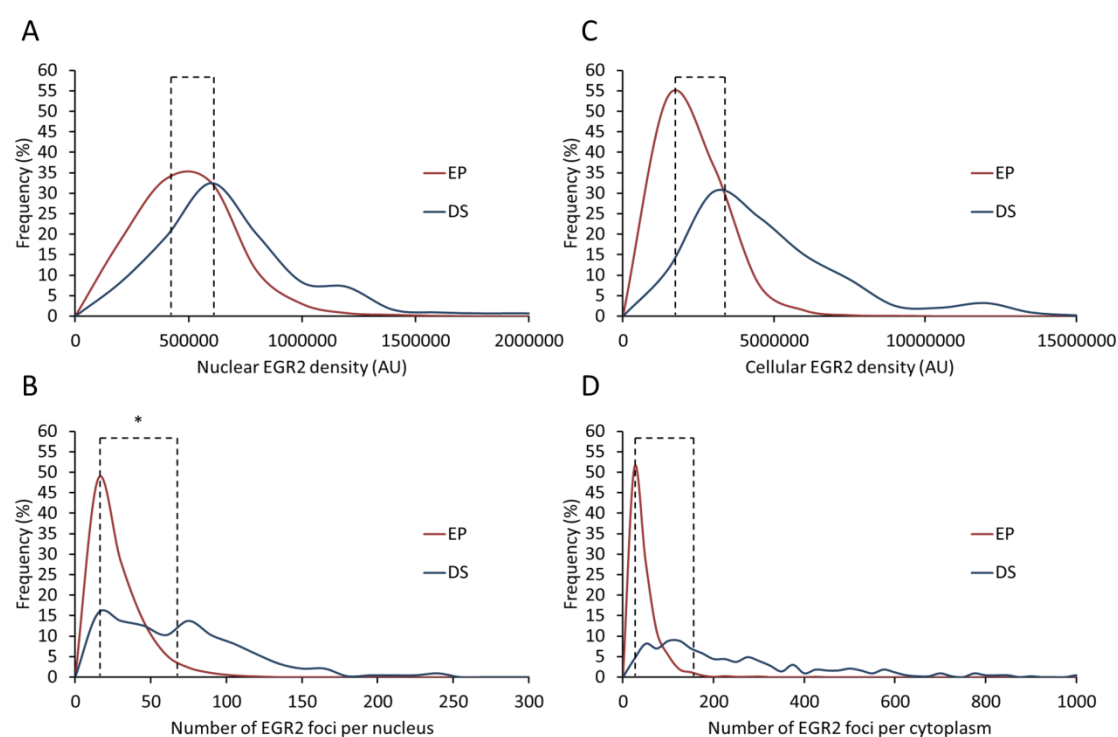 A
60
55
50
45
40
35
30
25
20
15
10
5
0
Frequency (%)
EP
DS
0 500000 1000000 1500000 2000000
Nuclear EGR2 density (AU)
C
60
55
50
45
40
35
30
25
20
15
10
5
0
Frequency (%)
EP
DS
0 5000000 10000000 15000000
Cellular EGR2 density (AU)
B
*
60
55
50
45
40
35
30
25
20
15
10
5
0
Frequency (%)
EP
DS
0 50 100 150 200 250 300
Number of EGR2 foci per nucleus
D
60
55
50
45
40
35
30
25
20
15
10
5
0
Frequency (%)
EP
DS
0 200 400 600 800 1000
Number of EGR2 foci per cytoplasm